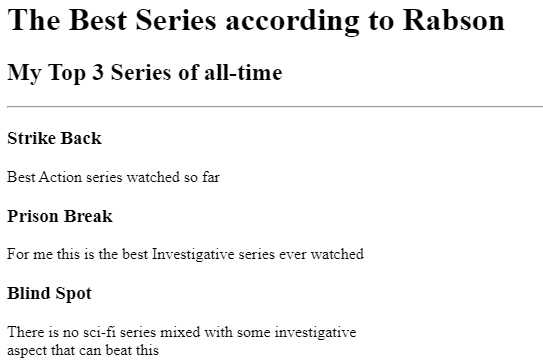 The Best Series according to Rabson
My Top 3 Series of all-time
Strike Back
Best Action series watched so far
Prison Break
For me this is the best Investigative series ever watched
Blind Spot
There is no sci-fi series mixed with some investigative
aspect that can beat this